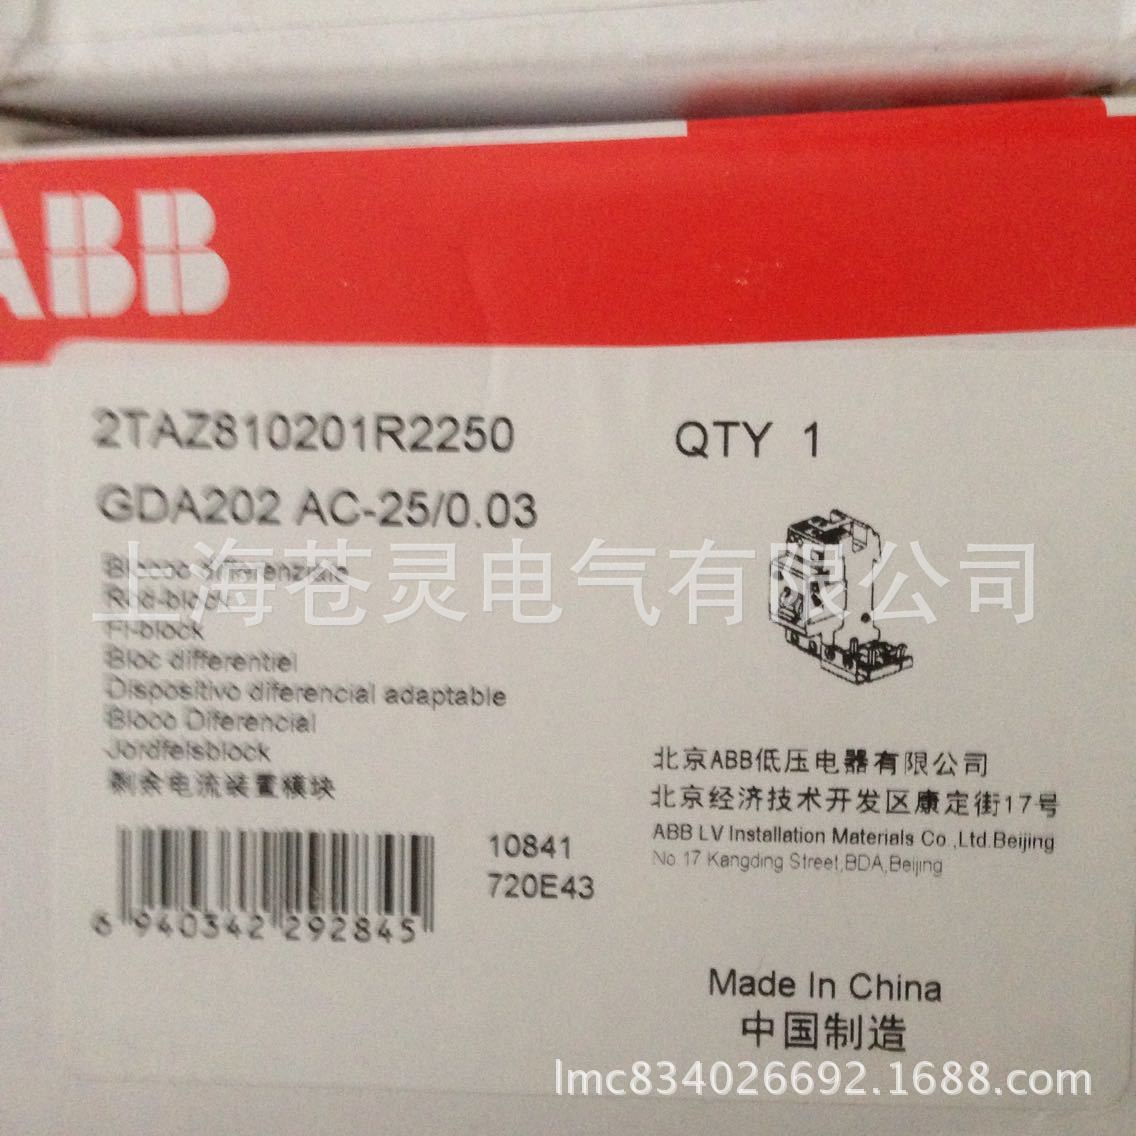 ABB
2TAZ810201R2250
QTY 1
GDA202 AC-25/0.03
上海苍灵电气有限公司
Blocco differenziale
Rcd-block
FI-block
Bloc differentiel
Dispositivo diferencial adaptable
Bloco Diferencial
Jordfelsblock
剩余电流装置模块
北京ABB低压电器有限公司
北京经济技术开发区康定街17号
ABB LV Installation Materials Co.,Ltd.Beijing
No.17 Kangding Street,BDA,Beijing
10841
720E43
6 940342 292845
Made In China
中国制造
lmc834026692.1688.com